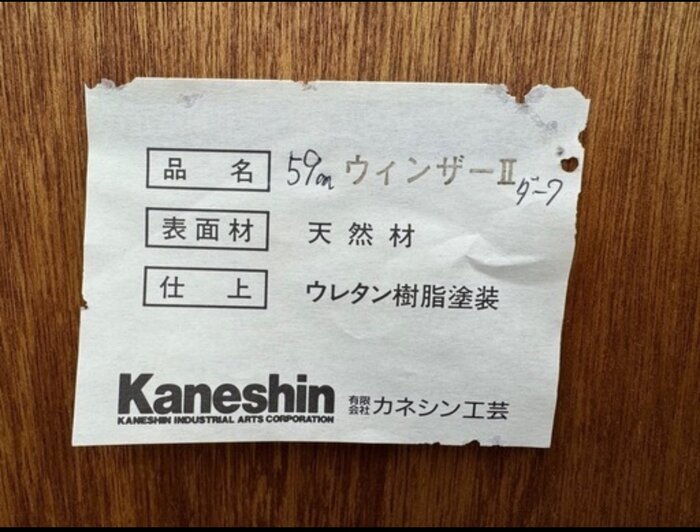 品名 59cm ウィンザーⅡ ダーク
表面材 天然材
仕上 ウレタン樹脂塗装
Kaneshin 有限会社 カネシン工芸
KANESHIN INDUSTRIAL ARTS CORPORATION